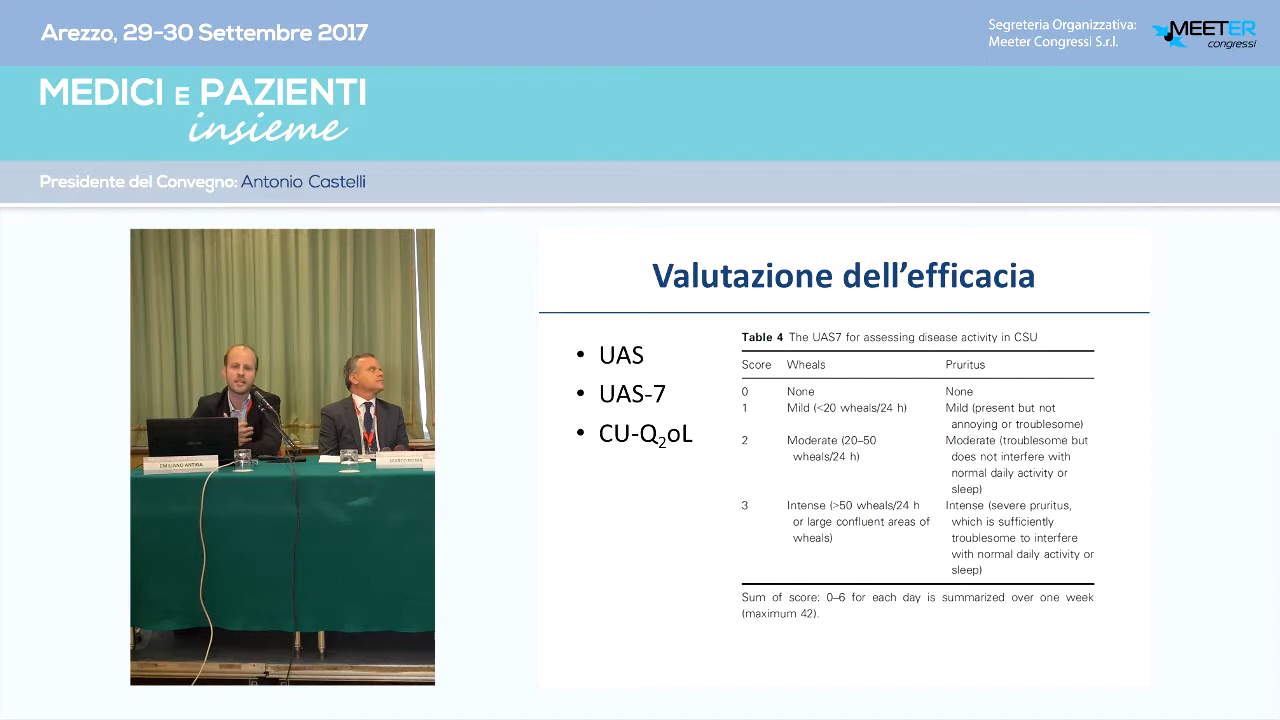 Arezzo, 29-30 Settembre 2017
Segreteria Organizzativa:
Meeter Congressi S.r.l.
MEETER
congressi
MEDICI E PAZIENTI
insieme
Presidente del Convegno: Antonio Castelli
EMILIANO ANTIGA
Valutazione dell’efficacia
• UAS
• UAS-7
• CU-Q₂oL
Table 4 The UAS7 for assessing disease activity in CSU
Score Wheals Pruritus
0 None None
1 Mild (<20 wheals/24 h) Mild (present but not
annoying or troublesome)
2 Moderate (20–50 Moderate (troublesome but
wheals/24 h) does not interfere with
normal daily activity or
sleep)
3 Intense (>50 wheals/24 h Intense (severe pruritus,
or large confluent areas of which is sufficiently
wheals) troublesome to interfere
with normal daily activity or
sleep)
Sum of score: 0–6 for each day is summarized over one week
(maximum 42).